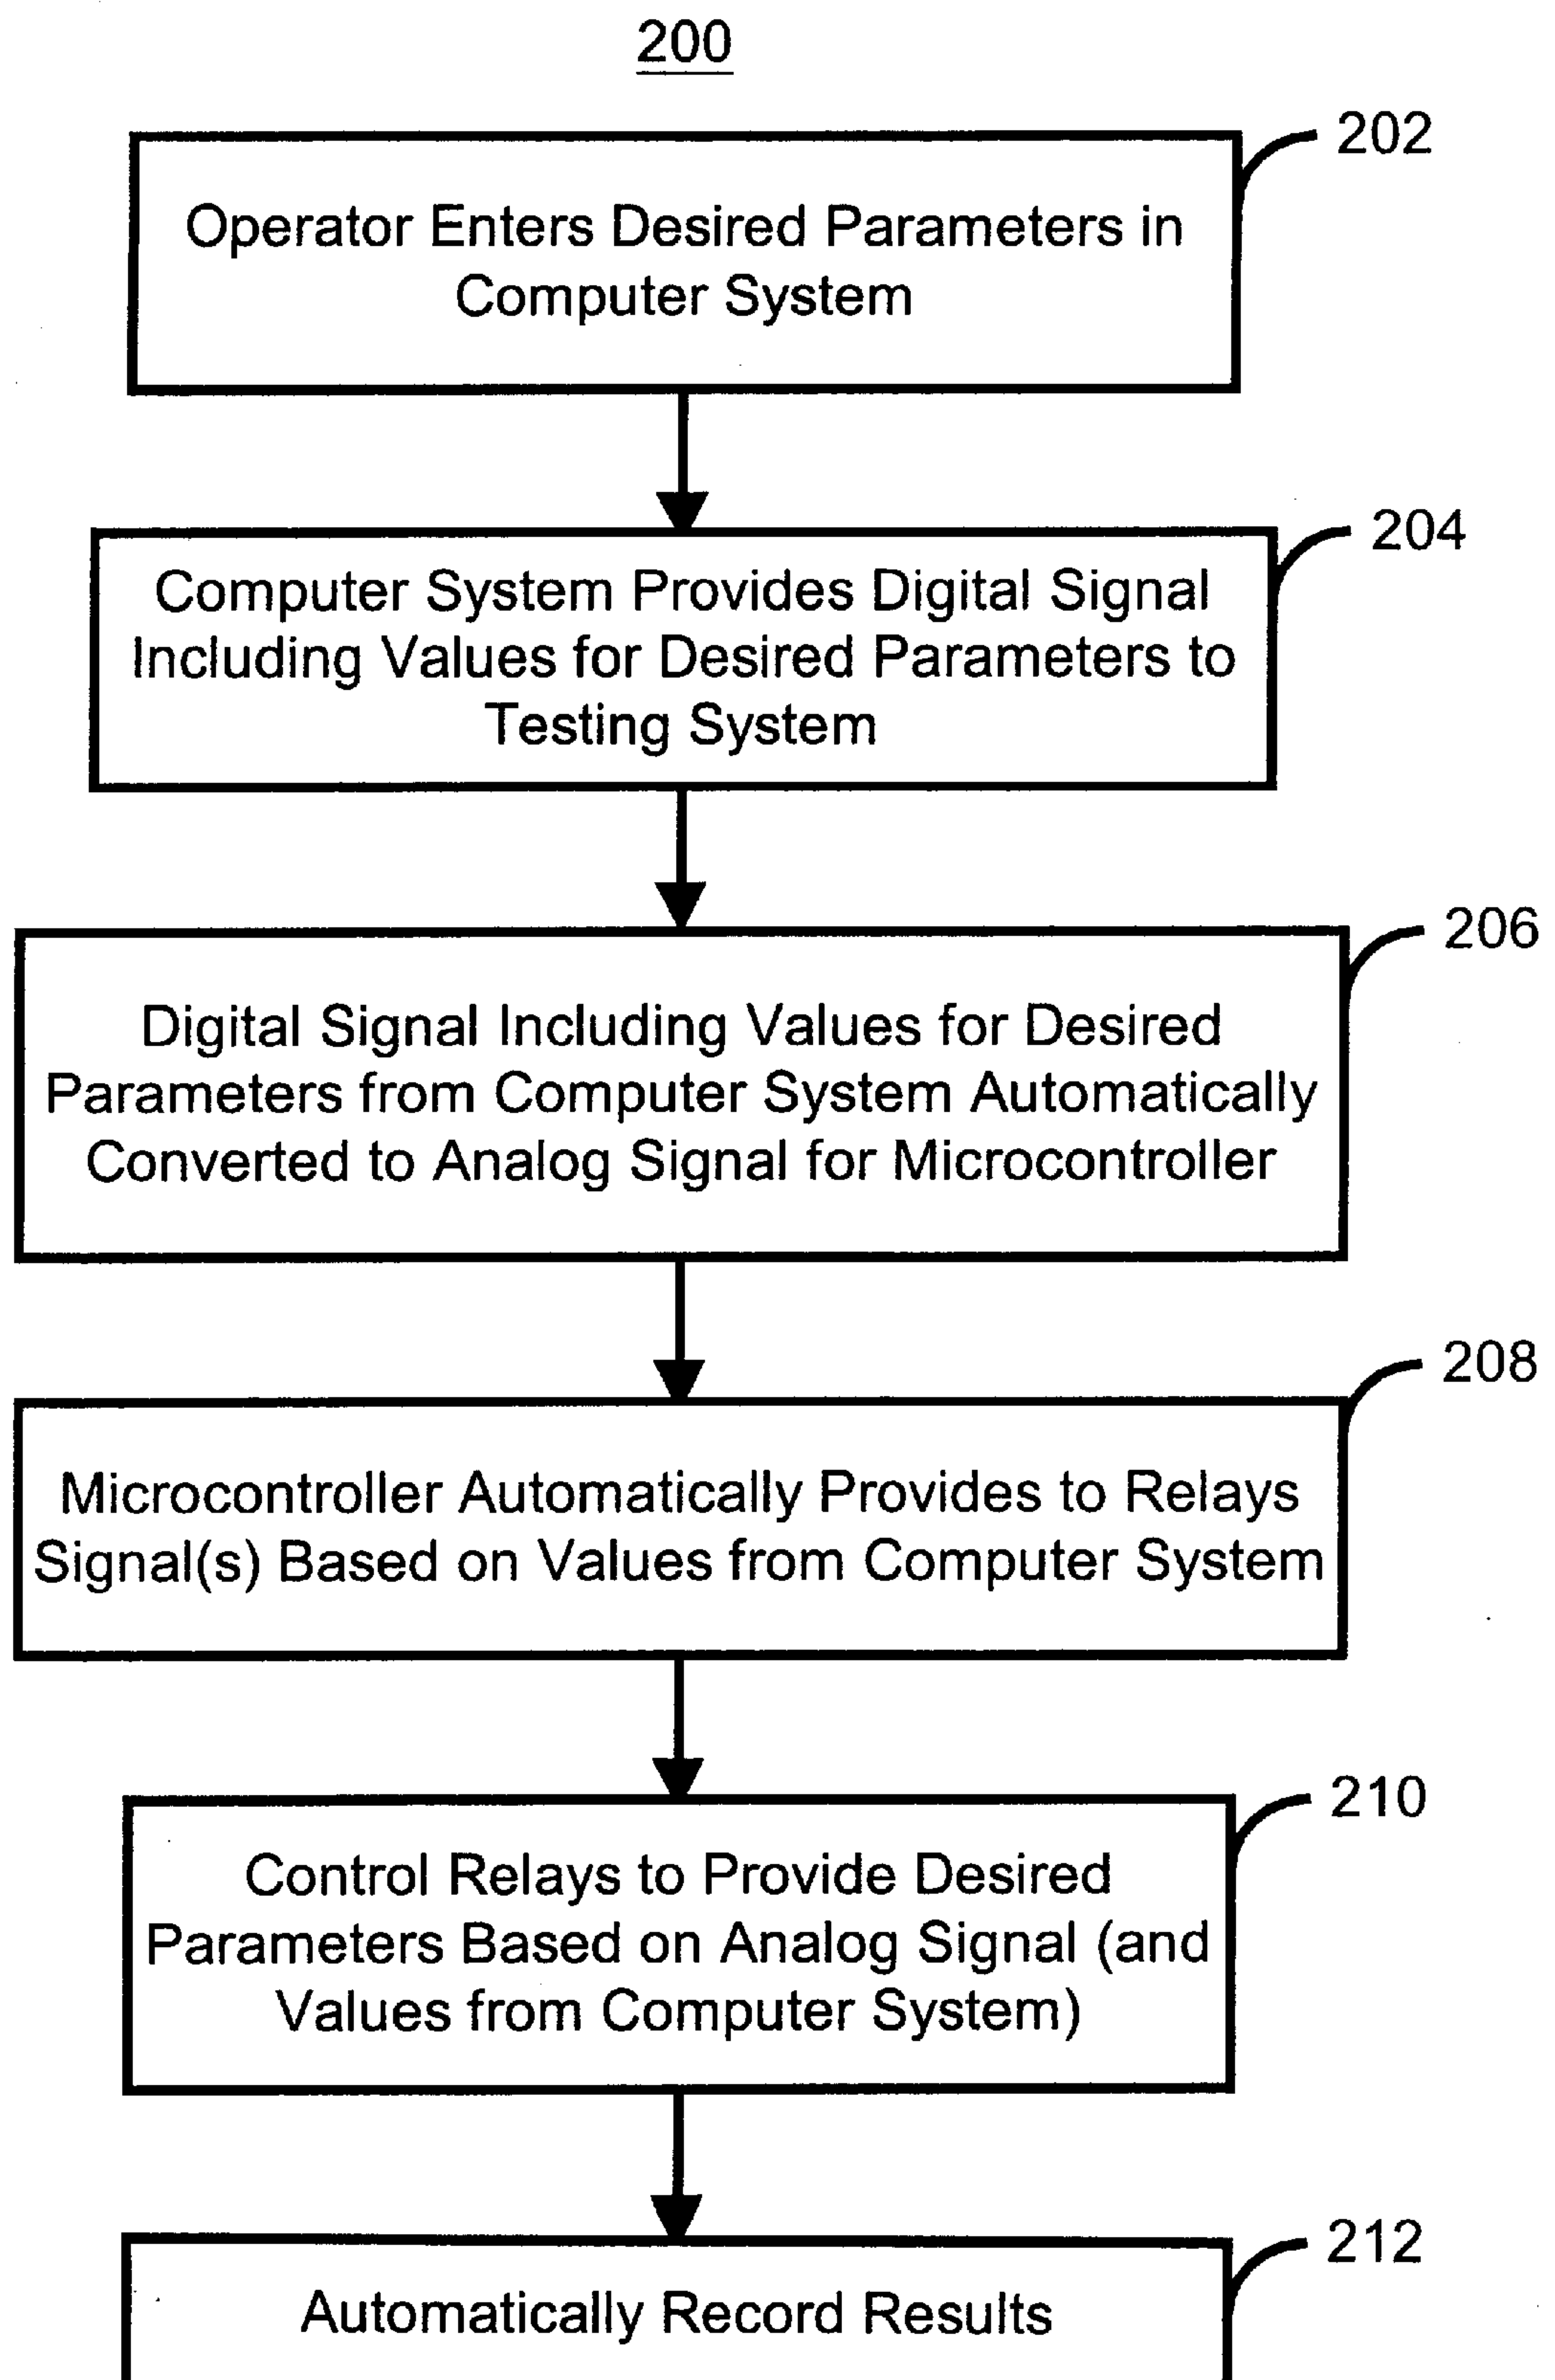 200
202
Operator Enters Desired Parameters in
Computer System
204
Computer System Provides Digital Signal
Including Values for Desired Parameters to
Testing System
206
Digital Signal Including Values for Desired
Parameters from Computer System Automatically
Converted to Analog Signal for Microcontroller
208
Microcontroller Automatically Provides to Relays
Signal(s) Based on Values from Computer System
210
Control Relays to Provide Desired
Parameters Based on Analog Signal (and
Values from Computer System)
212
Automatically Record Results